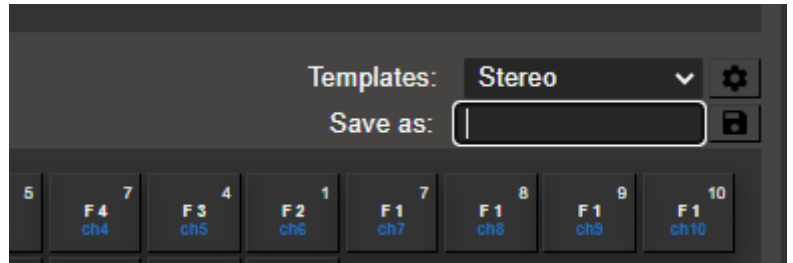 Templates: Stereo
Save as:
5 7 4 1 7 8 9 10
F 4 F 3 F 2 F 1 F 1 F 1 F 1
ch4 ch5 ch6 ch7 ch8 ch9 ch10